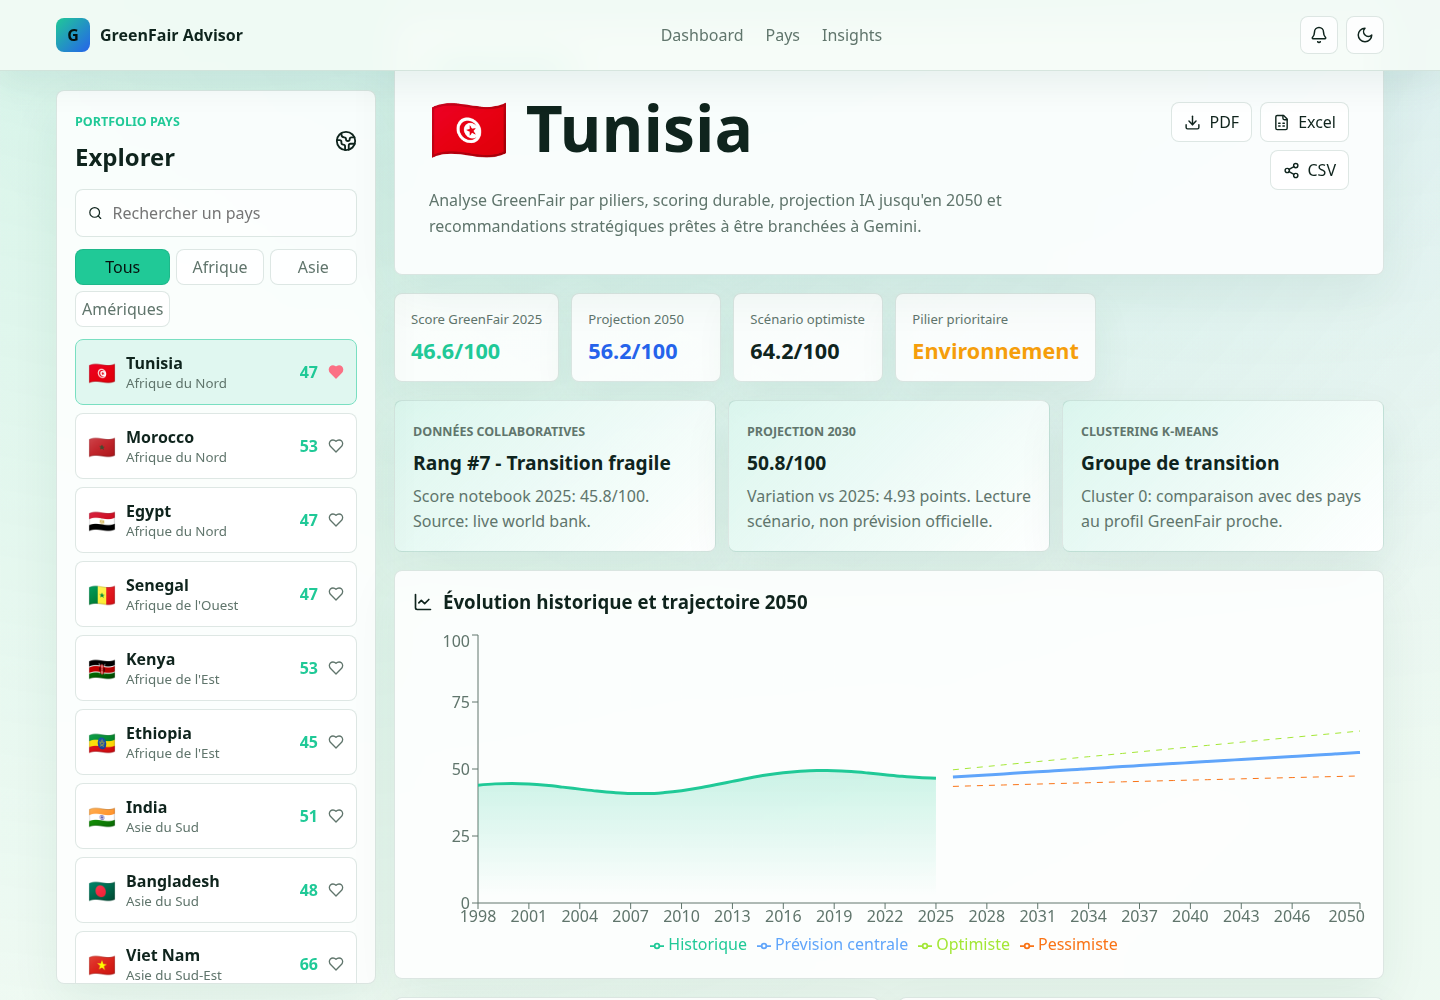 G GreenFair Advisor
Dashboard Pays Insights
PORTFOLIO PAYS
Explorer
Rechercher un pays
Tous Afrique Asie
Amériques
Tunisia
Afrique du Nord
47
Morocco
Afrique du Nord
53
Egypt
Afrique du Nord
47
Senegal
Afrique de l'Ouest
47
Kenya
Afrique de l'Est
53
Ethiopia
Afrique de l'Est
45
India
Asie du Sud
51
Bangladesh
Asie du Sud
48
Viet Nam
Asie du Sud-Est
66
Tunisia
PDF Excel
CSV
Analyse GreenFair par piliers, scoring durable, projection IA jusqu'en 2050 et
recommandations stratégiques prêtes à être branchées à Gemini.
Score GreenFair 2025
46.6/100
Projection 2050
56.2/100
Scénario optimiste
64.2/100
Pilier prioritaire
Environnement
DONNÉES COLLABORATIVES
Rang #7 - Transition fragile
Score notebook 2025: 45.8/100.
Source: live world bank.
PROJECTION 2030
50.8/100
Variation vs 2025: 4.93 points. Lecture
scénario, non prévision officielle.
CLUSTERING K-MEANS
Groupe de transition
Cluster 0: comparaison avec des pays
au profil GreenFair proche.
Évolution historique et trajectoire 2050
100
75
50
25
0
1998 2001 2004 2007 2010 2013 2016 2019 2022 2025 2028 2031 2034 2037 2040 2043 2046 2050
Historique Prévision centrale Optimiste Pessimiste